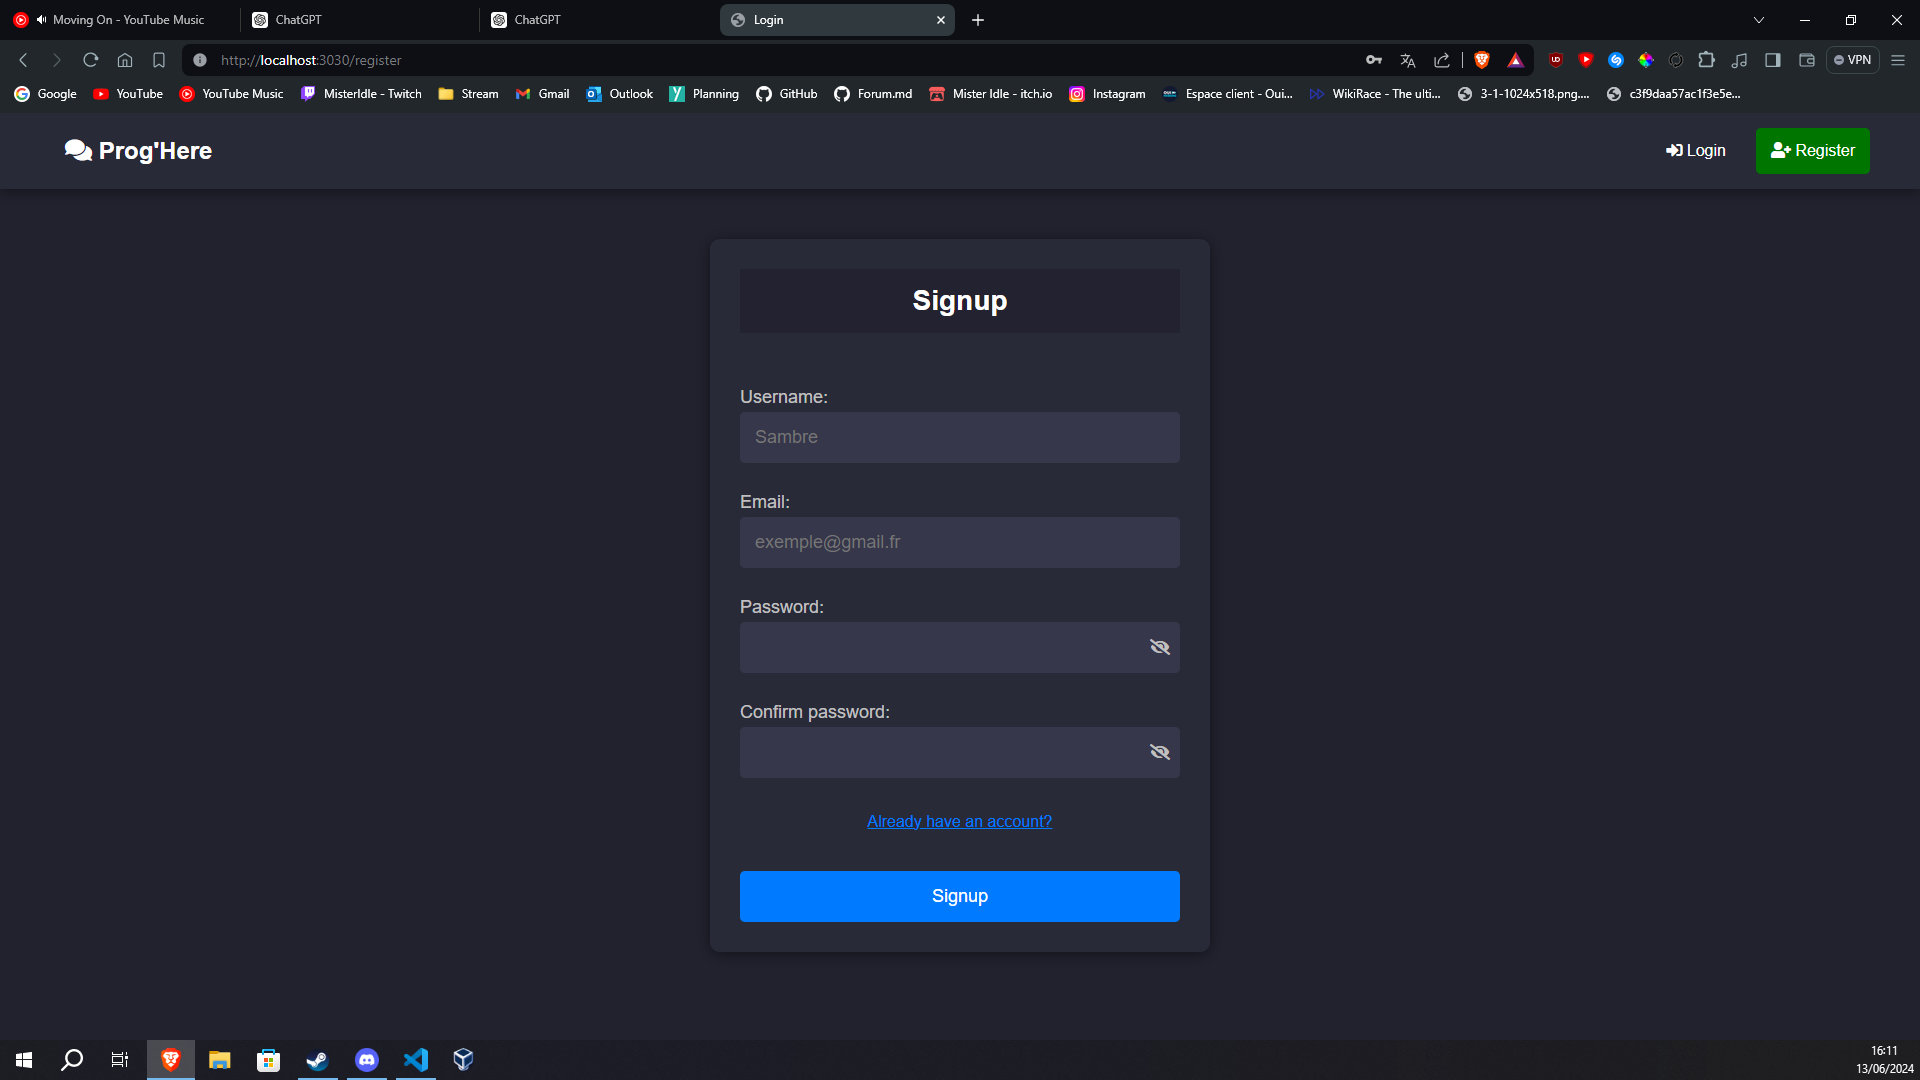 Moving On - YouTube Music
ChatGPT
ChatGPT
Login
http://localhost:3030/register
VPN
Google
YouTube
YouTube Music
MisterIdle - Twitch
Stream
Gmail
Outlook
Planning
GitHub
Forum.md
Mister Idle - itch.io
Instagram
Espace client - Oui...
WikiRace - The ulti...
3-1-1024x518.png....
c3f9daa57ac1f3e5e...
Prog'Here
Login
Register
Signup
Username:
Sambre
Email:
exemple@gmail.fr
Password:
Confirm password:
Already have an account?
Signup
16:11
13/06/2024